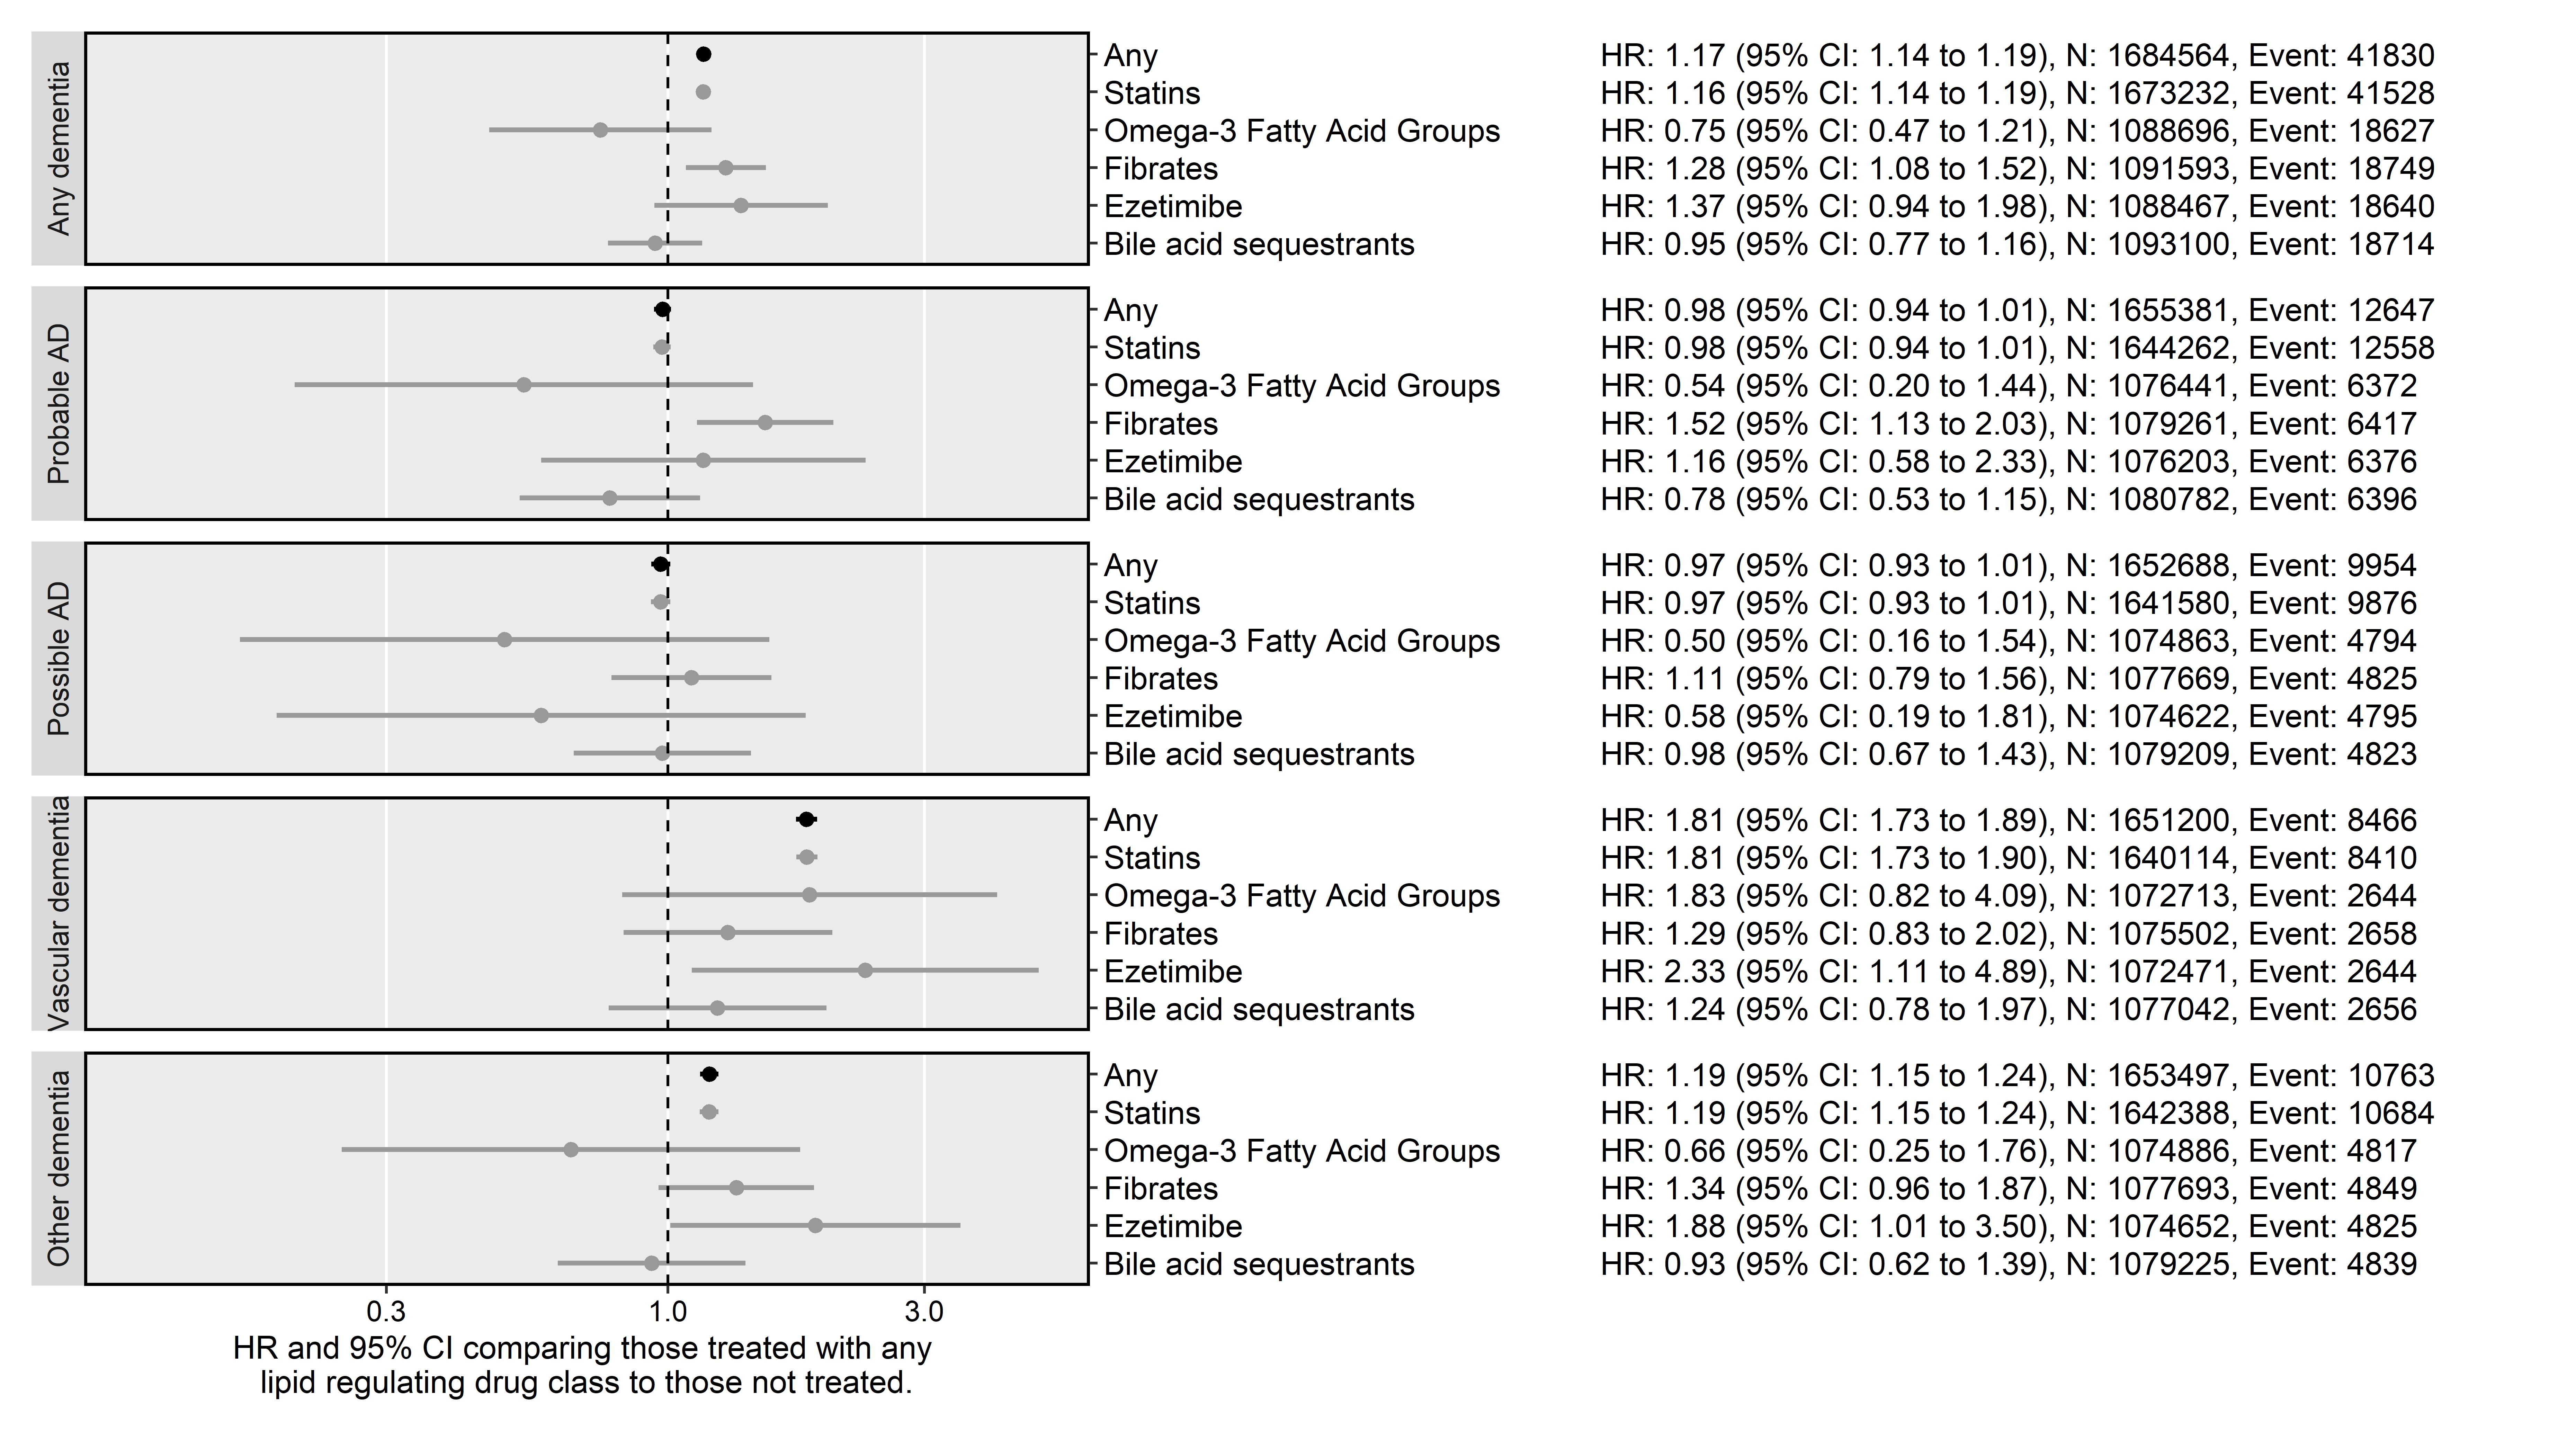 Any dementia
Any HR: 1.17 (95% CI: 1.14 to 1.19), N: 1684564, Event: 41830
Statins HR: 1.16 (95% CI: 1.14 to 1.19), N: 1673232, Event: 41528
Omega-3 Fatty Acid Groups HR: 0.75 (95% CI: 0.47 to 1.21), N: 1088696, Event: 18627
Fibrates HR: 1.28 (95% CI: 1.08 to 1.52), N: 1091593, Event: 18749
Ezetimibe HR: 1.37 (95% CI: 0.94 to 1.98), N: 1088467, Event: 18640
Bile acid sequestrants HR: 0.95 (95% CI: 0.77 to 1.16), N: 1093100, Event: 18714
Probable AD
Any HR: 0.98 (95% CI: 0.94 to 1.01), N: 1655381, Event: 12647
Statins HR: 0.98 (95% CI: 0.94 to 1.01), N: 1644262, Event: 12558
Omega-3 Fatty Acid Groups HR: 0.54 (95% CI: 0.20 to 1.44), N: 1076441, Event: 6372
Fibrates HR: 1.52 (95% CI: 1.13 to 2.03), N: 1079261, Event: 6417
Ezetimibe HR: 1.16 (95% CI: 0.58 to 2.33), N: 1076203, Event: 6376
Bile acid sequestrants HR: 0.78 (95% CI: 0.53 to 1.15), N: 1080782, Event: 6396
Possible AD
Any HR: 0.97 (95% CI: 0.93 to 1.01), N: 1652688, Event: 9954
Statins HR: 0.97 (95% CI: 0.93 to 1.01), N: 1641580, Event: 9876
Omega-3 Fatty Acid Groups HR: 0.50 (95% CI: 0.16 to 1.54), N: 1074863, Event: 4794
Fibrates HR: 1.11 (95% CI: 0.79 to 1.56), N: 1077669, Event: 4825
Ezetimibe HR: 0.58 (95% CI: 0.19 to 1.81), N: 1074622, Event: 4795
Bile acid sequestrants HR: 0.98 (95% CI: 0.67 to 1.43), N: 1079209, Event: 4823
Vascular dementia
Any HR: 1.81 (95% CI: 1.73 to 1.89), N: 1651200, Event: 8466
Statins HR: 1.81 (95% CI: 1.73 to 1.90), N: 1640114, Event: 8410
Omega-3 Fatty Acid Groups HR: 1.83 (95% CI: 0.82 to 4.09), N: 1072713, Event: 2644
Fibrates HR: 1.29 (95% CI: 0.83 to 2.02), N: 1075502, Event: 2658
Ezetimibe HR: 2.33 (95% CI: 1.11 to 4.89), N: 1072471, Event: 2644
Bile acid sequestrants HR: 1.24 (95% CI: 0.78 to 1.97), N: 1077042, Event: 2656
Other dementia
Any HR: 1.19 (95% CI: 1.15 to 1.24), N: 1653497, Event: 10763
Statins HR: 1.19 (95% CI: 1.15 to 1.24), N: 1642388, Event: 10684
Omega-3 Fatty Acid Groups HR: 0.66 (95% CI: 0.25 to 1.76), N: 1074886, Event: 4817
Fibrates HR: 1.34 (95% CI: 0.96 to 1.87), N: 1077693, Event: 4849
Ezetimibe HR: 1.88 (95% CI: 1.01 to 3.50), N: 1074652, Event: 4825
Bile acid sequestrants HR: 0.93 (95% CI: 0.62 to 1.39), N: 1079225, Event: 4839
0.3 1.0 3.0
HR and 95% CI comparing those treated with any
lipid regulating drug class to those not treated.